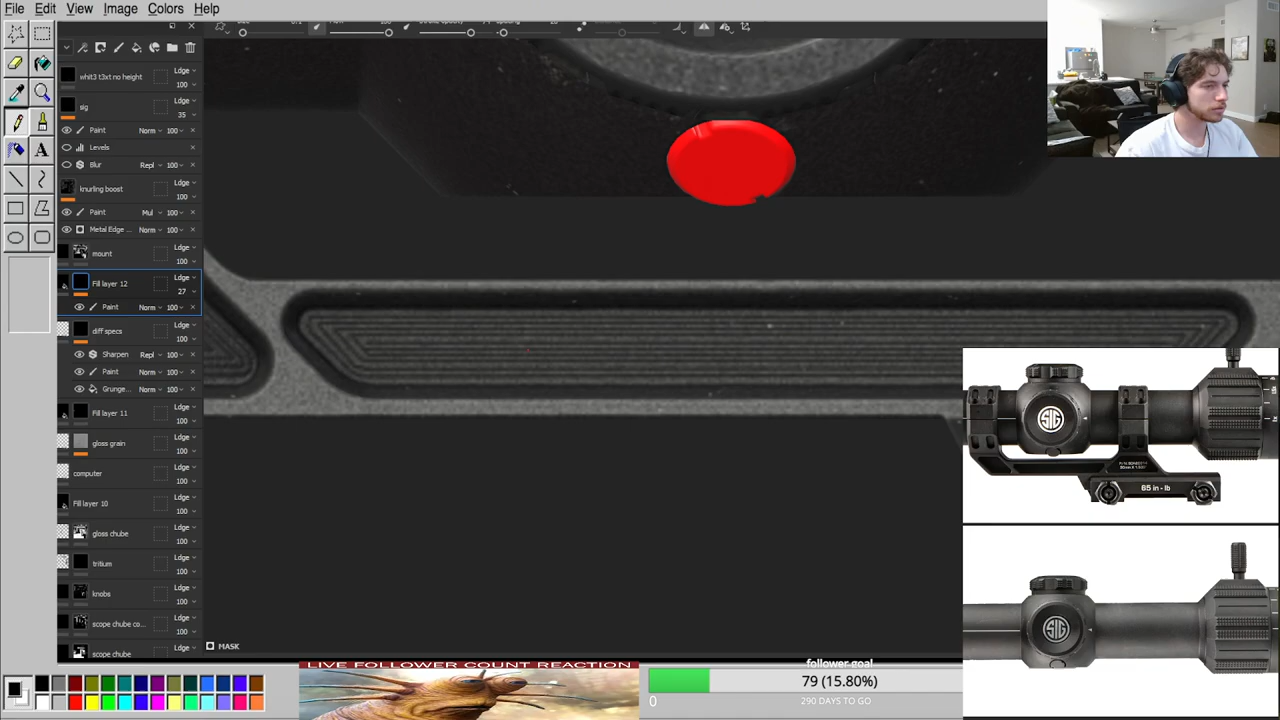 File Edit View Image Colors Help
whit3 t3xt no height Ldge 100
sig Ldge 35
Paint Norm 100
Levels
Blur Repl 100
knurling boost Ldge 100
Paint Mul 100
Metal Edge ... Norm 100
mount Ldge 100
Fill layer 12 Ldge 27
Paint Norm 100
diff specs Ldge 100
Sharpen Repl 100
Paint Norm 100
Grunge... Norm 100
Fill layer 11 Ldge 100
gloss grain Ldge 100
computer Ldge 100
Fill layer 10 Ldge 100
gloss chube Ldge 100
tritium Ldge 100
knobs Ldge 100
scope chube co... Ldge 100
scope chube Ldge
MASK
SIG
65 in - lb
SIG
LIVE FOLLOWER COUNT REACTION
follower goal
79 (15.80%)
0
290 DAYS TO GO